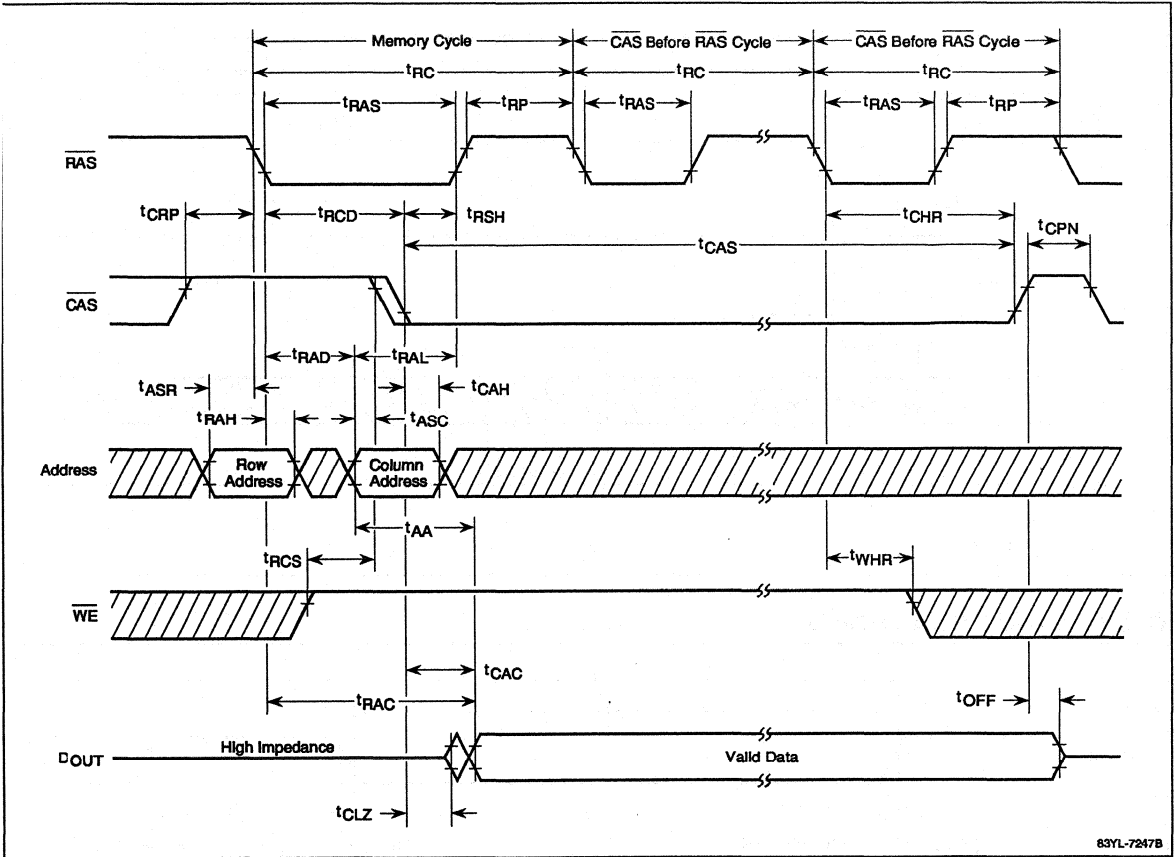 Memory Cycle
CAS Before RAS Cycle
CAS Before RAS Cycle
tRC
tRC
tRC
tRAS
tRP
tRAS
tRAS
tRP
RAS
tCRP
tRCD
tRSH
tCHR
tCPN
tCAS
CAS
tRAD
tRAL
tASR
tCAH
tRAH
tASC
Address
Row
Address
Column
Address
tAA
tRCS
tWHR
WE
tCAC
tRAC
tOFF
High Impedance
DOUT
Valid Data
tCLZ
83YL-7247B